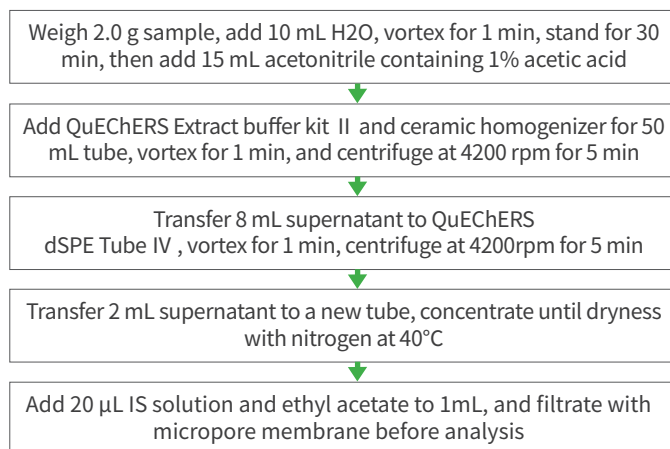 Weigh 2.0 g sample, add 10 mL H2O, vortex for 1 min, stand for 30
min, then add 15 mL acetonitrile containing 1% acetic acid
Add QuEChERS Extract buffer kit II and ceramic homogenizer for 50
mL tube, vortex for 1 min, and centrifuge at 4200 rpm for 5 min
Transfer 8 mL supernatant to QuEChERS
dSPE Tube IV , vortex for 1 min, centrifuge at 4200rpm for 5 min
Transfer 2 mL supernatant to a new tube, concentrate until dryness
with nitrogen at 40°C
Add 20 μL IS solution and ethyl acetate to 1mL, and filtrate with
micropore membrane before analysis